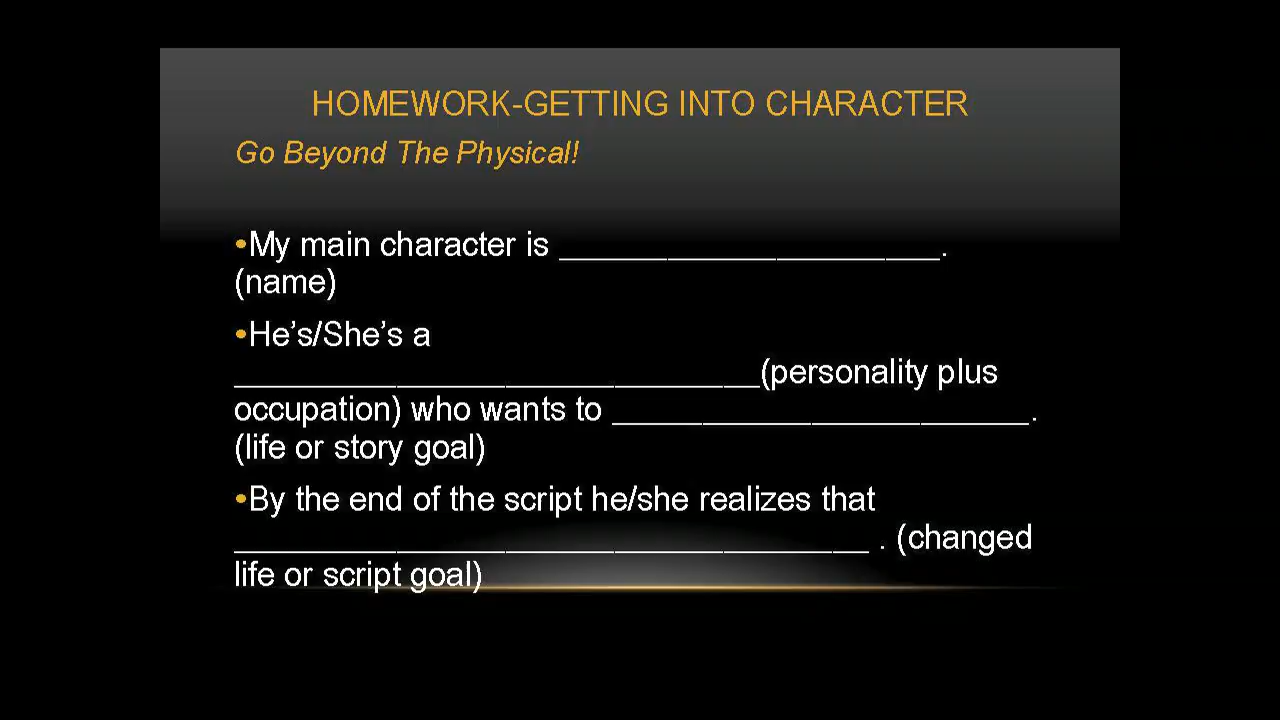 HOMEWORK-GETTING INTO CHARACTER
Go Beyond The Physical!
•My main character is _____________________.
(name)
•He’s/She’s a
_____________________________(personality plus
occupation) who wants to _______________________.
(life or story goal)
•By the end of the script he/she realizes that
___________________________________ . (changed
life or script goal)